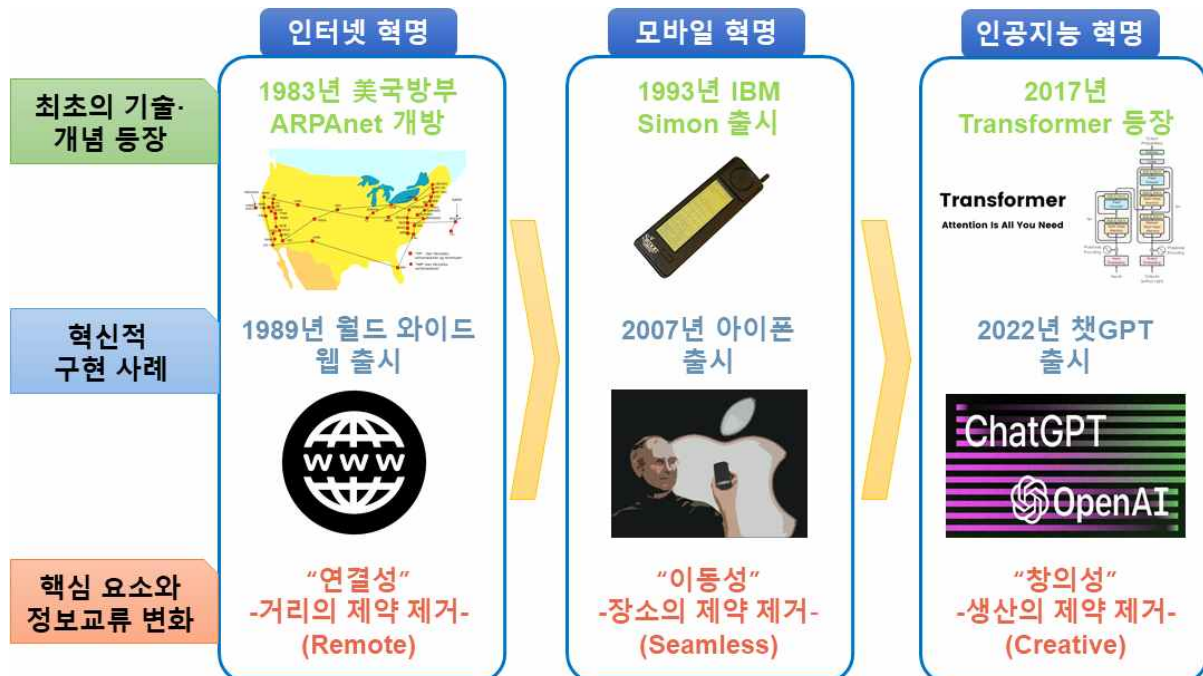 인터넷 혁명
모바일 혁명
인공지능 혁명
최초의 기술·
개념 등장
1983년 美국방부
ARPAnet 개방
1993년 IBM
Simon 출시
2017년
Transformer 등장
Simon
Transformer
Attention Is All You Need
혁신적
구현 사례
1989년 월드 와이드
웹 출시
2007년 아이폰
출시
2022년 챗GPT
출시
WWW
ChatGPT
OpenAI
핵심 요소와
정보교류 변화
“연결성”
-거리의 제약 제거-
(Remote)
“이동성”
-장소의 제약 제거-
(Seamless)
“창의성”
-생산의 제약 제거-
(Creative)